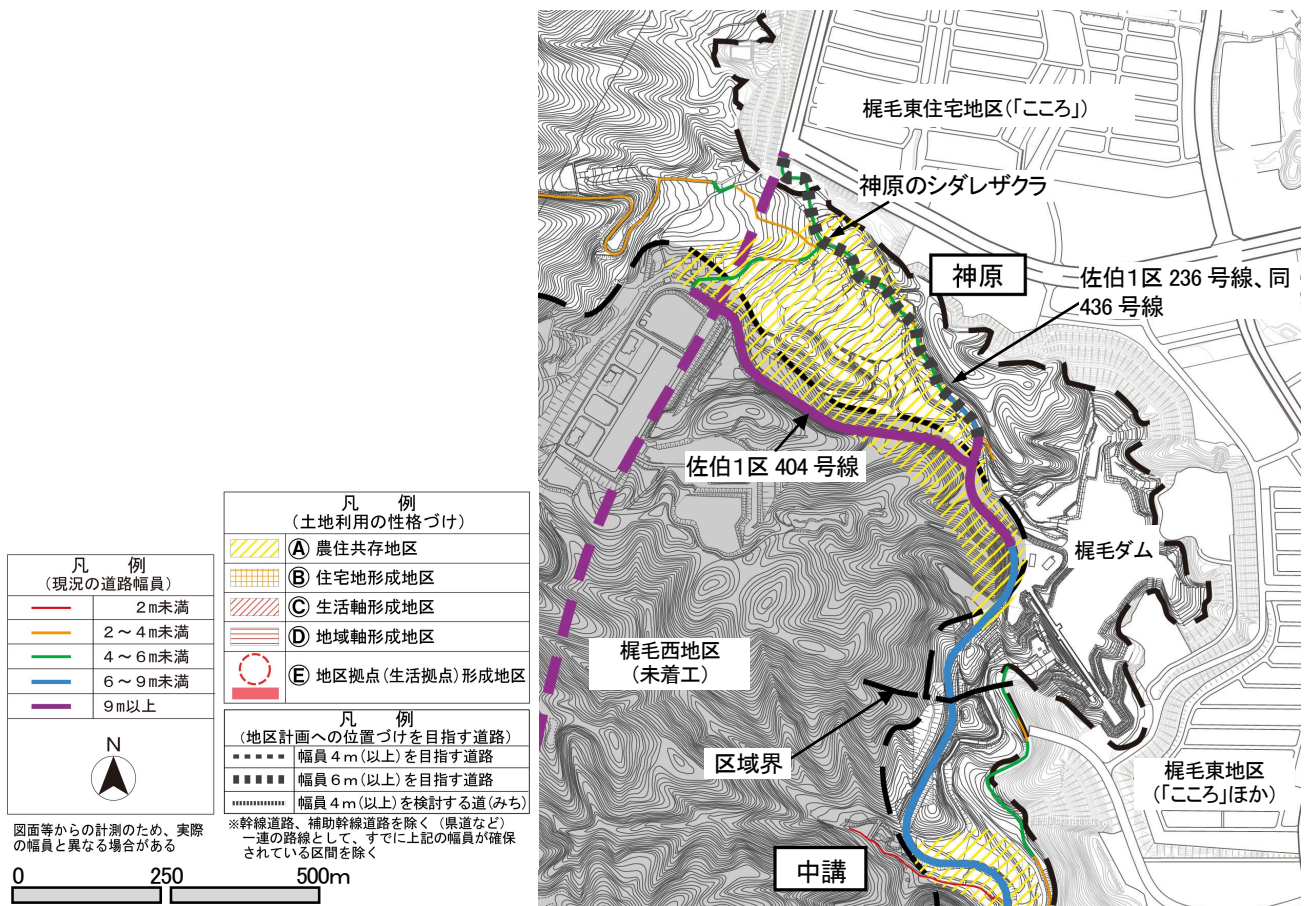 凡　例
(現況の道路幅員)
2m未満
2～4m未満
4～6m未満
6～9m未満
9m以上
N
図面等からの計測のため、実際
の幅員と異なる場合がある
0 250 500m
凡　例
(土地利用の性格づけ)
Ⓐ 農住共存地区
Ⓑ 住宅地形成地区
Ⓒ 生活軸形成地区
Ⓓ 地域軸形成地区
Ⓔ 地区拠点(生活拠点)形成地区
凡　例
(地区計画への位置づけを目指す道路)
幅員4m(以上)を目指す道路
幅員6m(以上)を目指す道路
幅員4m(以上)を検討する道(みち)
※幹線道路、補助幹線道路を除く（県道など）
一連の路線として、すでに上記の幅員が確保
されている区間を除く
梶毛東住宅地区(「こころ」)
神原のシダレザクラ
神原
佐伯1区 236 号線、同
436 号線
佐伯1区 404 号線
梶毛ダム
梶毛西地区
(未着工)
区域界
梶毛東地区
(「こころ」ほか)
中講